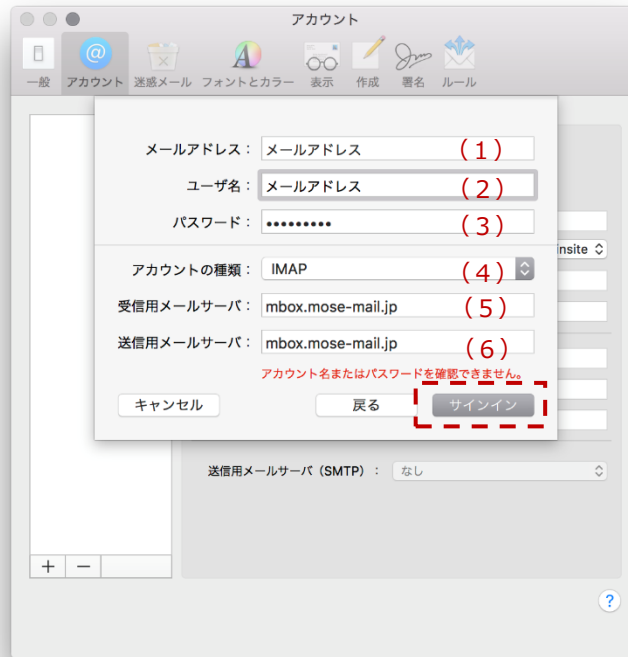 アカウント
一般 アカウント 迷惑メール フォントとカラー 表示 作成 署名 ルール
メールアドレス： メールアドレス （１）
ユーザ名： メールアドレス （２）
パスワード： ••••••••• （３）
insite
アカウントの種類： IMAP （４）
受信用メールサーバ： mbox.mose-mail.jp （５）
送信用メールサーバ： mbox.mose-mail.jp （６）
アカウント名またはパスワードを確認できません。
キャンセル 戻る サインイン
送信用メールサーバ（SMTP）： なし
+ −
?